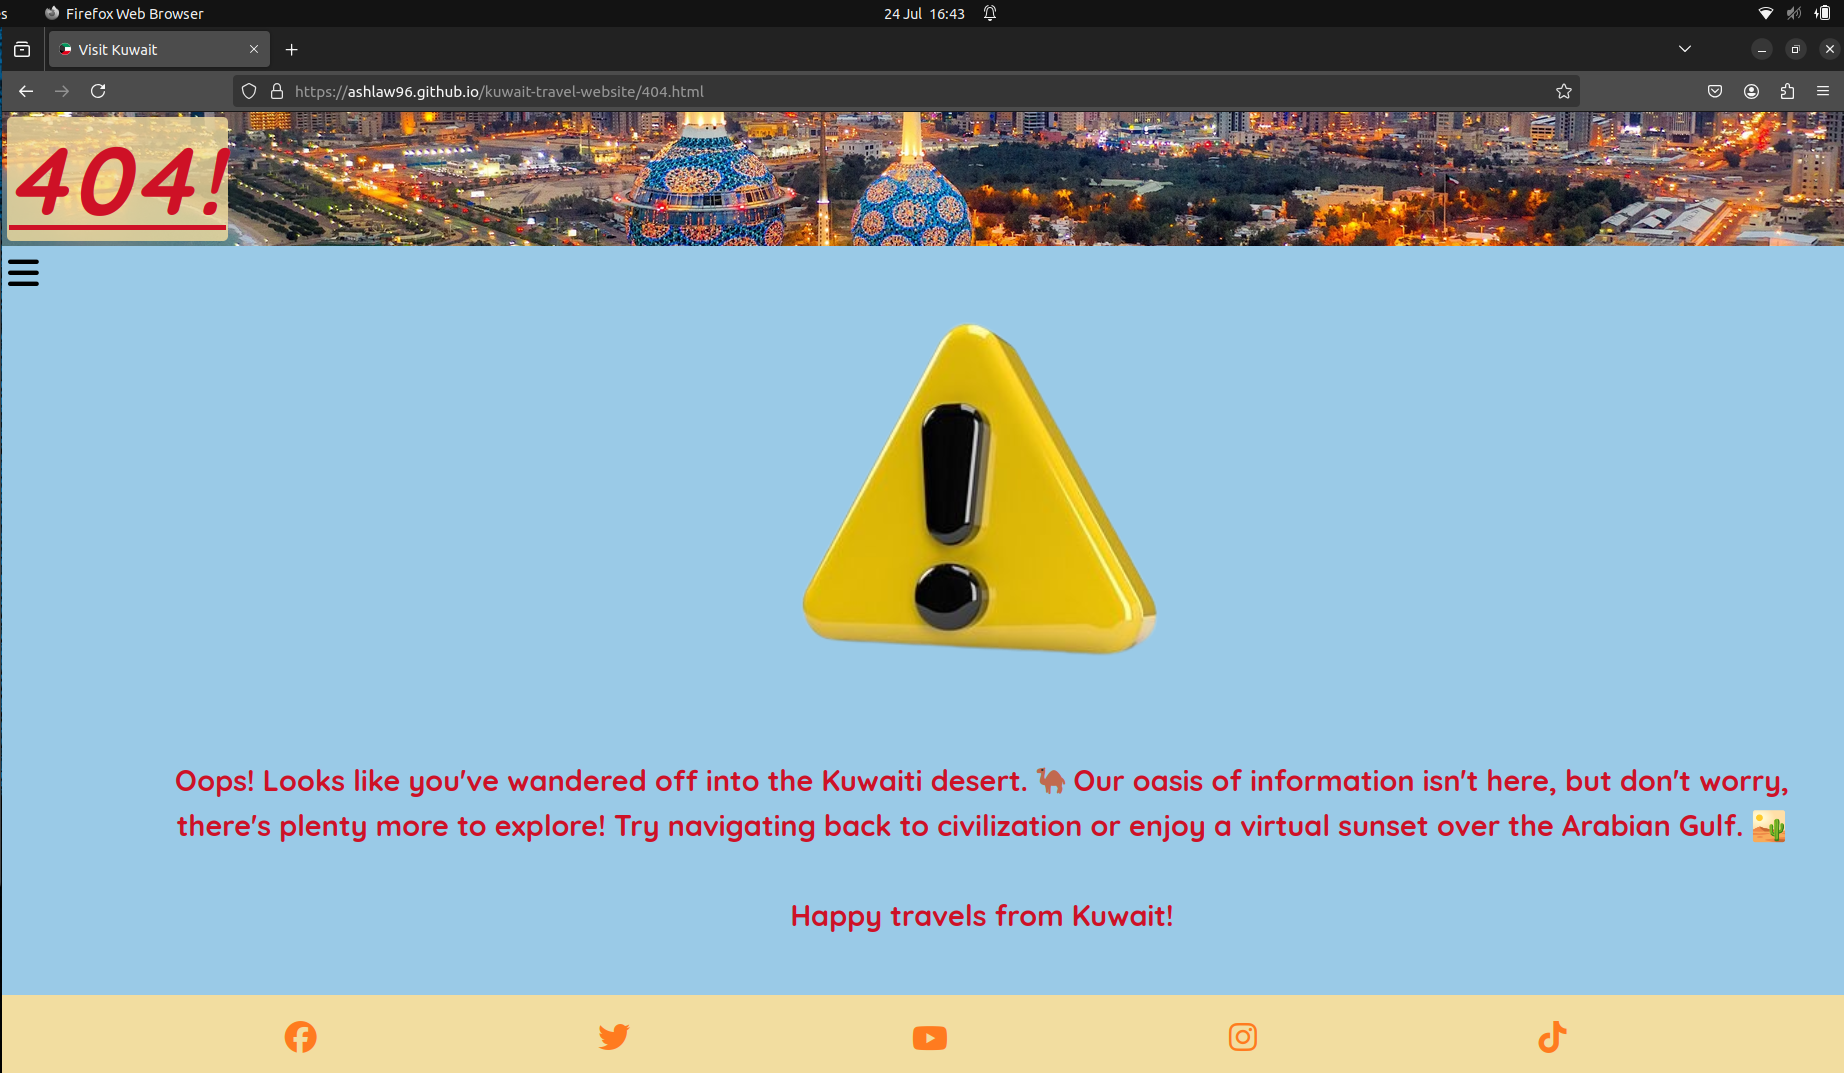 s Firefox Web Browser 24 Jul 16:43
Visit Kuwait
https://ashlaw96.github.io/kuwait-travel-website/404.html
404!
Oops! Looks like you've wandered off into the Kuwaiti desert. 🐪 Our oasis of information isn't here, but don't worry,
there's plenty more to explore! Try navigating back to civilization or enjoy a virtual sunset over the Arabian Gulf. 🏜️
Happy travels from Kuwait!